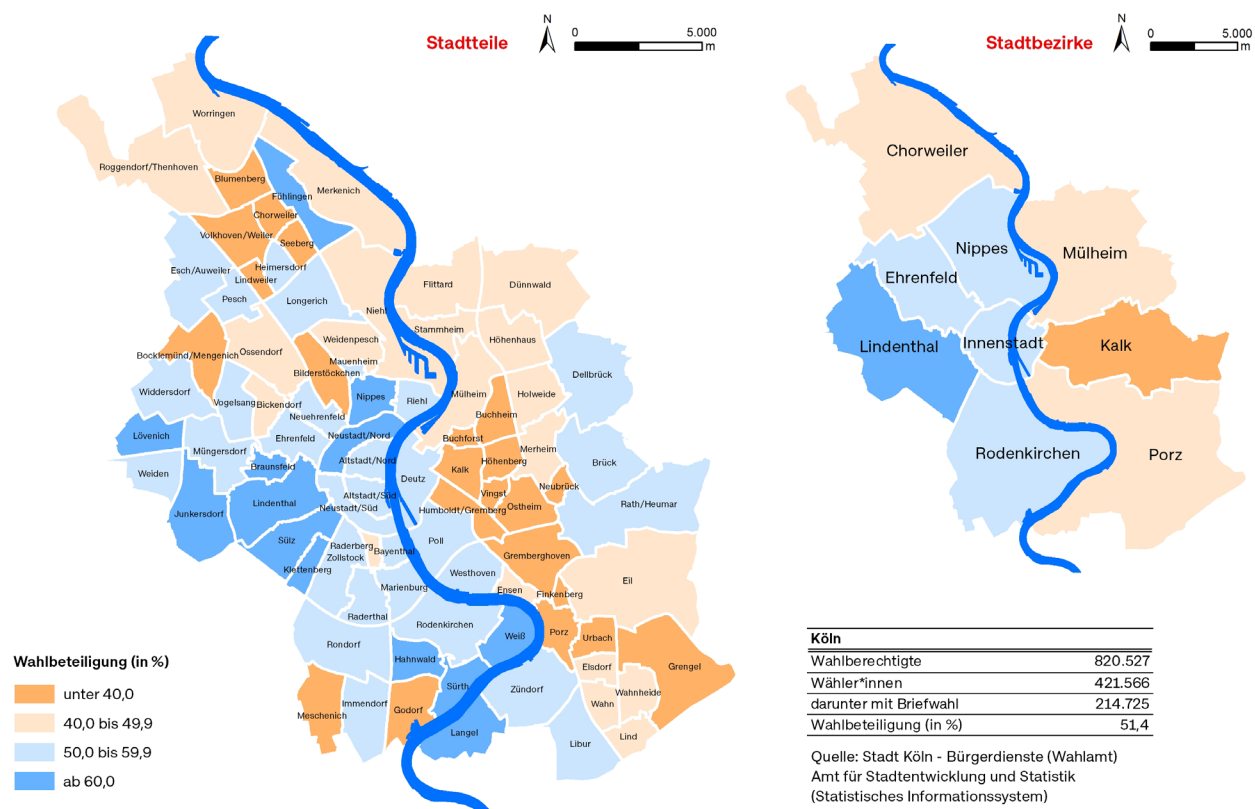 Stadtteile
N
0 5.000
m
Worringen
Roggendorf/Thenhoven
Blumenberg
Fühlingen
Merkenich
Chorweiler
Volkhoven/Weiler
Seeberg
Esch/Auweiler
Heimersdorf
Lindweiler
Pesch
Longerich
Flittard
Dünnwald
Niehl
Stammheim
Weidenpesch
Höhenhaus
Ossendorf
Bocklemünd/Mengenich
Mauenheim
Bilderstöckchen
Dellbrück
Widdersdorf
Nippes
Riehl
Mülheim
Holweide
Vogelsang
Bickendorf
Neuehrenfeld
Buchheim
Lövenich
Ehrenfeld
Neustadt/Nord
Buchforst
Müngersdorf
Merheim
Altstadt/Nord
Höhenberg
Brück
Braunsfeld
Kalk
Weiden
Deutz
Neubrück
Altstadt/Süd
Vingst
Lindenthal
Neustadt/Süd
Humboldt/Gremberg
Ostheim
Rath/Heumar
Junkersdorf
Sülz
Poll
Raderberg
Bayenthal
Zollstock
Gremberghoven
Klettenberg
Westhoven
Eil
Marienburg
Ensen
Finkenberg
Raderthal
Rodenkirchen
Porz
Weiß
Urbach
Rondorf
Hahnwald
Elsdorf
Grengel
Sürth
Zündorf
Wahnheide
Immendorf
Wahn
Meschenich
Godorf
Langel
Lind
Libur
Wahlbeteiligung (in %)
unter 40,0
40,0 bis 49,9
50,0 bis 59,9
ab 60,0
Stadtbezirke
N
0 5.000
m
Chorweiler
Nippes
Mülheim
Ehrenfeld
Lindenthal
Innenstadt
Kalk
Rodenkirchen
Porz
Köln
Wahlberechtigte 820.527
Wähler*innen 421.566
darunter mit Briefwahl 214.725
Wahlbeteiligung (in %) 51,4
Quelle: Stadt Köln - Bürgerdienste (Wahlamt)
Amt für Stadtentwicklung und Statistik
(Statistisches Informationssystem)